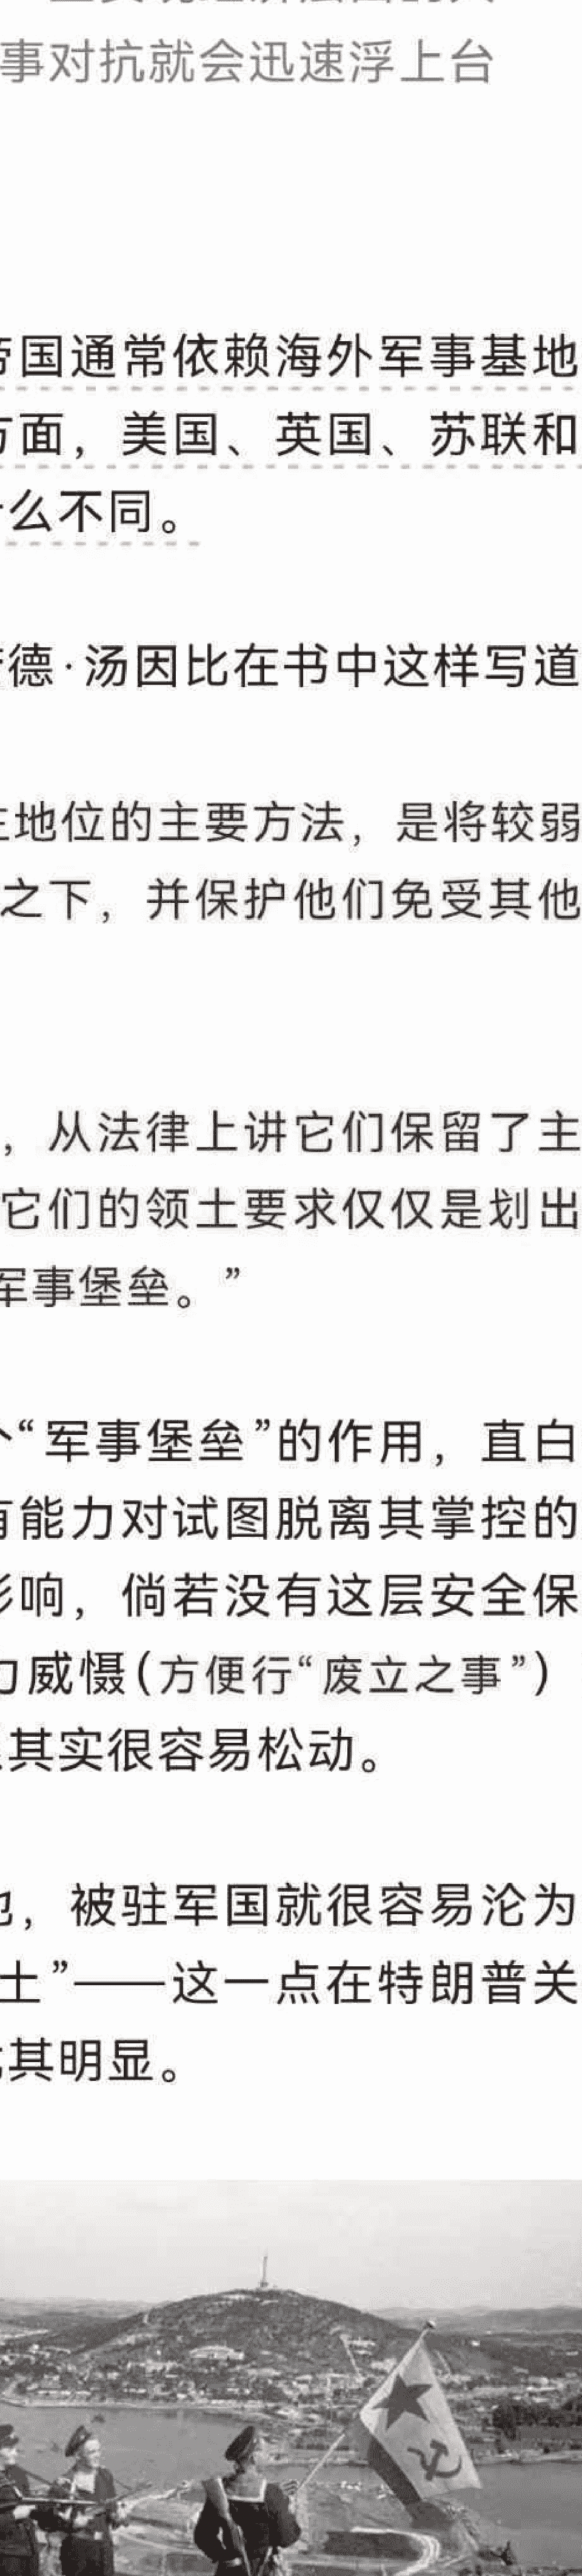 事对抗就会迅速浮上台
帝国通常依赖海外军事基地
方面，美国、英国、苏联和
什么不同。
德·汤因比在书中这样写道
地位的主要方法，是将较弱
之下，并保护他们免受其他
，从法律上讲它们保留了主
它们的领土要求仅仅是划出
军事堡垒。”
个“军事堡垒”的作用，直白
有能力对试图脱离其掌控的
影响，倘若没有这层安全保
力威慑(方便行“废立之事”)
其实很容易松动。
，被驻军国就很容易沦为
土”——这一点在特朗普关
尤其明显。